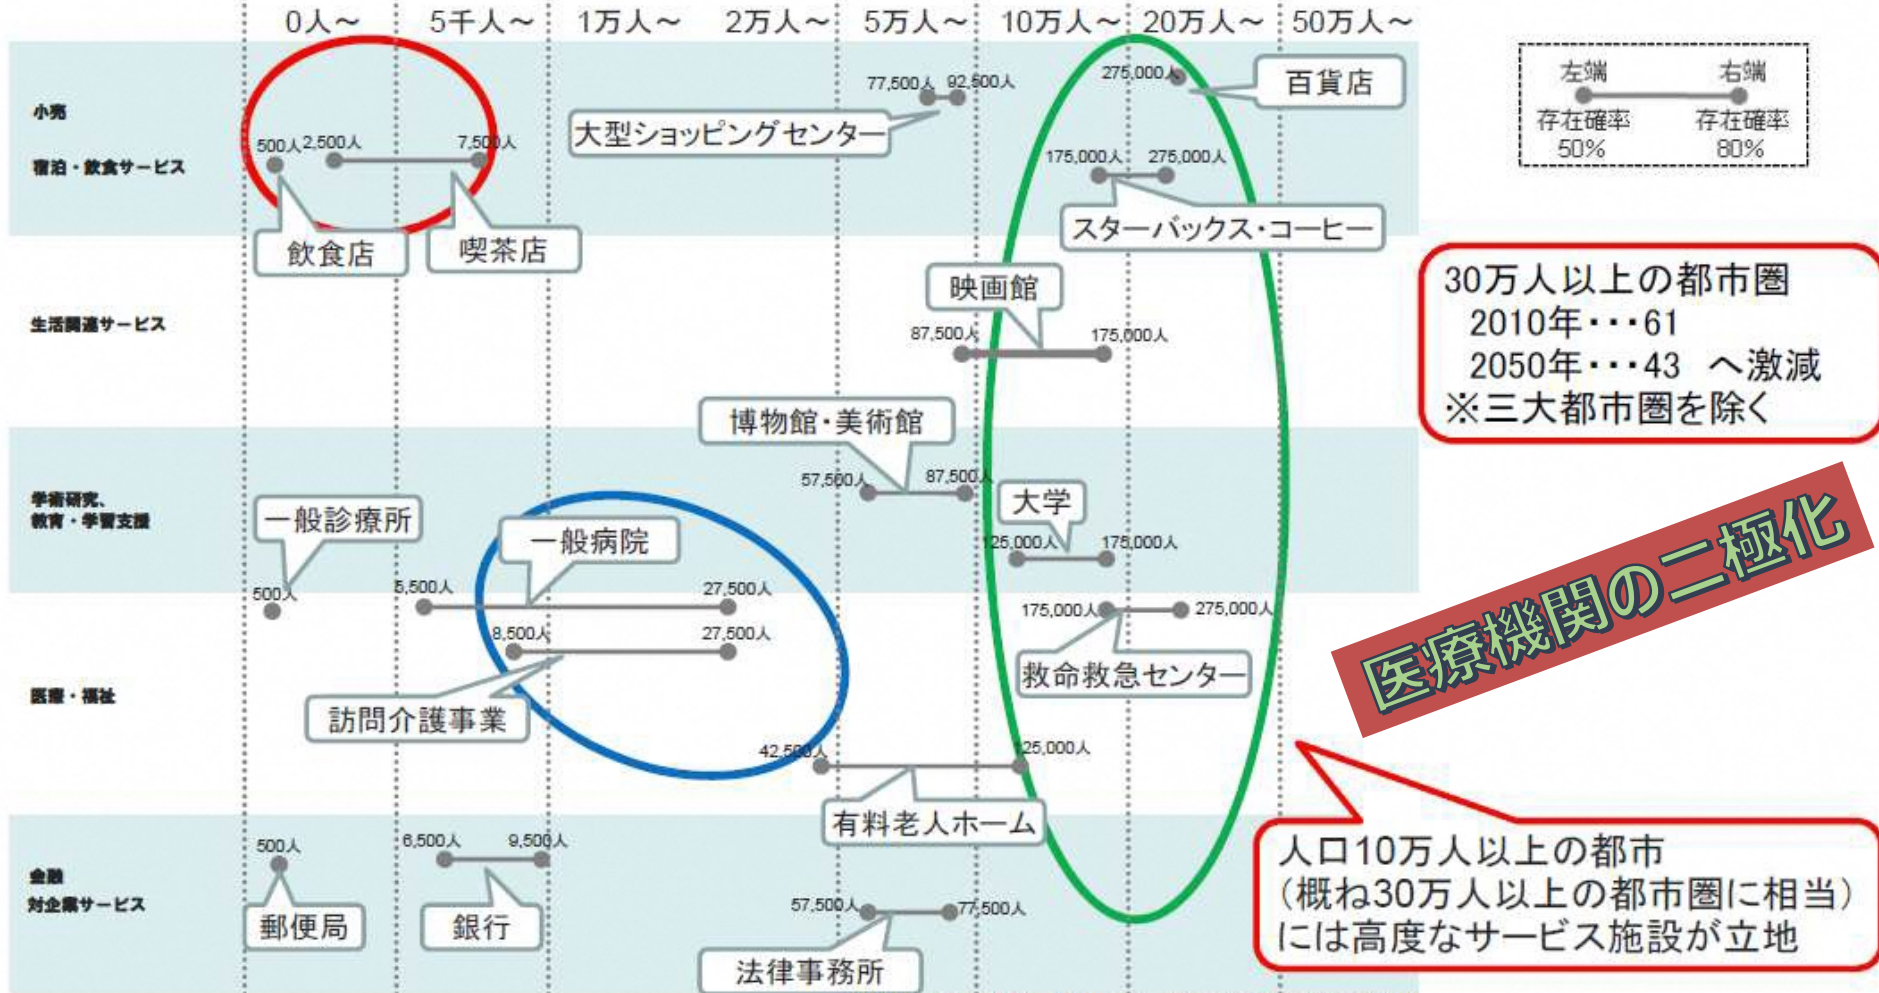 0人～ 5千人～ 1万人～ 2万人～ 5万人～ 10万人～ 20万人～ 50万人～
左端 右端
存在確率 存在確率
50% 80%
小売
宿泊・飲食サービス
77,500人 92,500人
大型ショッピングセンター
275,000人
百貨店
500人 2,500人 7,500人
飲食店
喫茶店
175,000人 275,000人
スターバックス・コーヒー
30万人以上の都市圏
2010年・・・61
2050年・・・43 へ激減
※三大都市圏を除く
生活関連サービス
映画館
87,500人 175,000人
学術研究、
教育・学習支援
博物館・美術館
57,500人 87,500人
大学
125,000人 175,000人
医療機関の二極化
医療・福祉
一般診療所
500人
一般病院
5,500人 27,500人
8,500人 27,500人
訪問介護事業
175,000人 275,000人
救命救急センター
42,500人 125,000人
有料老人ホーム
金融
対企業サービス
500人
郵便局
6,500人 9,500人
銀行
57,500人 77,500人
法律事務所
人口10万人以上の都市
(概ね30万人以上の都市圏に相当)
には高度なサービス施設が立地